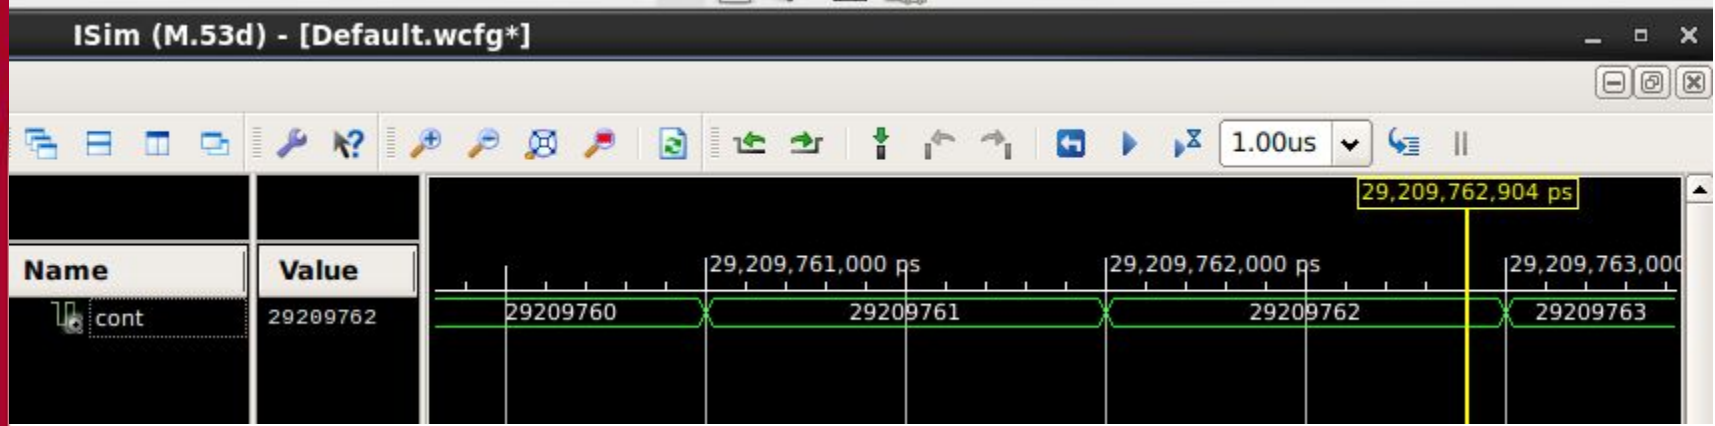 ISim (M.53d) - [Default.wcfg*]
1.00us
29,209,762,904 ps
Name
Value
29,209,761,000 ps
29,209,762,000 ps
29,209,763,000
cont
29209762
29209760
29209761
29209762
29209763